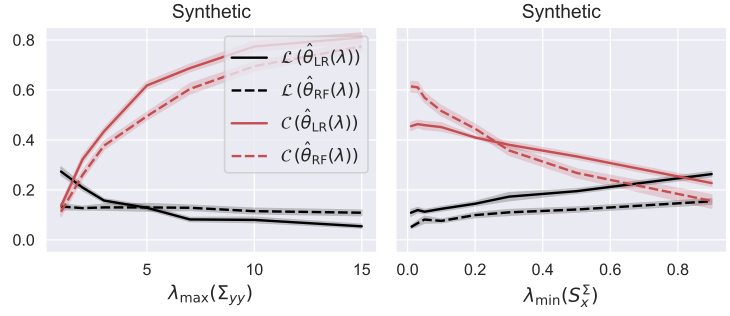 Synthetic
Synthetic
0.8
0.6
0.4
0.2
0.0
ℒ(θ̂_LR(λ))
ℒ(θ̂_RF(λ))
𝒞(θ̂_LR(λ))
𝒞(θ̂_RF(λ))
5 10 15
0.0 0.2 0.4 0.6 0.8
λ_max(Σ_yy)
λ_min(S_x^Σ)